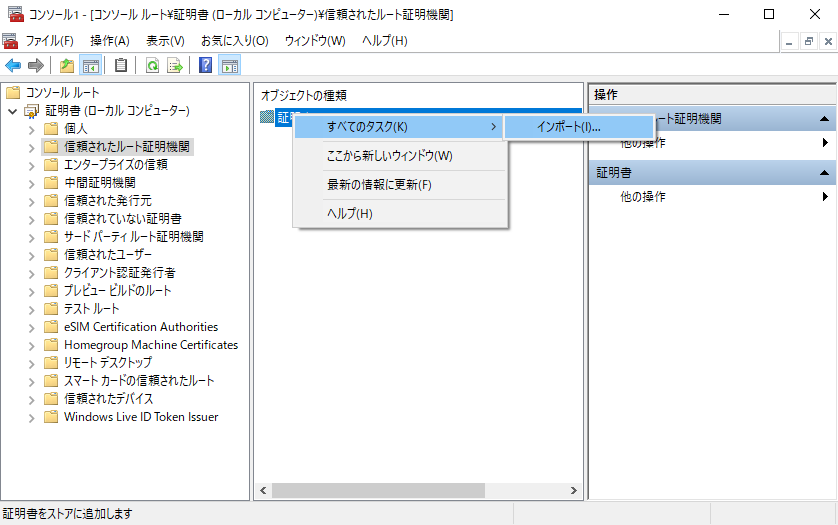 コンソール1 - [コンソール ルート¥証明書 (ローカル コンピューター)¥信頼されたルート証明機関]
ファイル(F) 操作(A) 表示(V) お気に入り(O) ウィンドウ(W) ヘルプ(H)
コンソール ルート
証明書 (ローカル コンピューター)
個人
信頼されたルート証明機関
エンタープライズの信頼
中間証明機関
信頼された発行元
信頼されていない証明書
サード パーティ ルート証明機関
信頼されたユーザー
クライアント認証発行者
プレビュー ビルドのルート
テスト ルート
eSIM Certification Authorities
Homegroup Machine Certificates
リモート デスクトップ
スマート カードの信頼されたルート
信頼されたデバイス
Windows Live ID Token Issuer
オブジェクトの種類
すべてのタスク(K)
インポート(I)...
ここから新しいウィンドウ(W)
最新の情報に更新(F)
ヘルプ(H)
操作
ート証明機関
他の操作
証明書
他の操作
証明書をストアに追加します